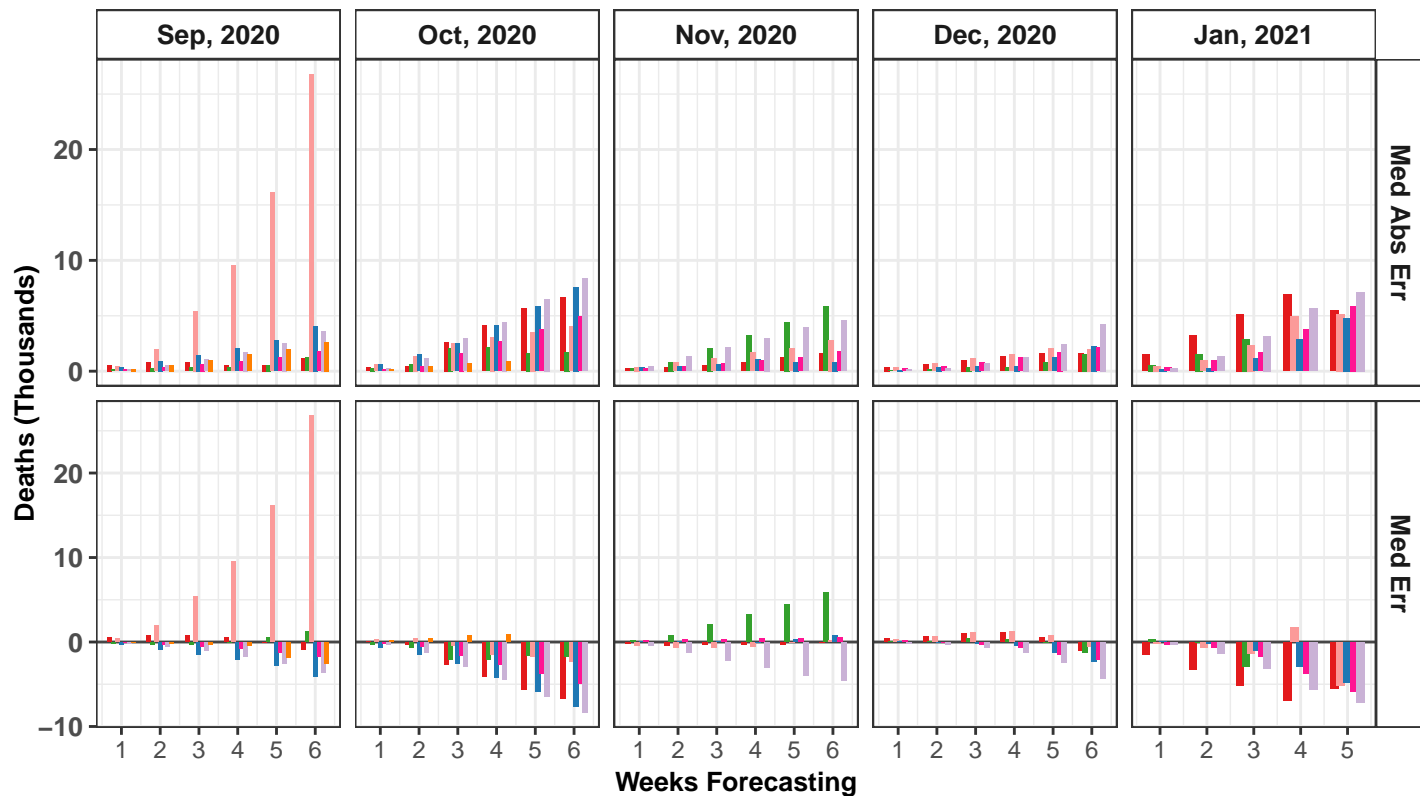 Sep, 2020 Oct, 2020 Nov, 2020 Dec, 2020 Jan, 2021
Deaths (Thousands)
20
10
0
Med Abs Err
20
10
0
−10
Med Err
1 2 3 4 5 6 1 2 3 4 5 6 1 2 3 4 5 6 1 2 3 4 5 6 1 2 3 4 5
Weeks Forecasting